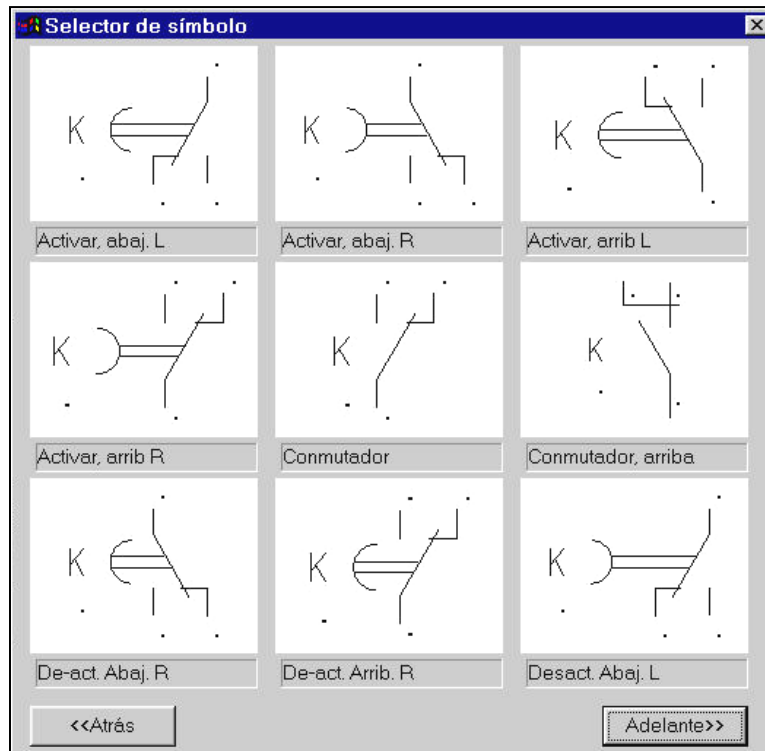 Selector de símbolo
K
K
K
Activar, abaj. L
Activar, abaj. R
Activar, arrib L
K
K
K
Activar, arrib R
Conmutador
Conmutador, arriba
K
K
K
De-act. Abaj. R
De-act. Arrib. R
Desact. Abaj. L
<<Atrás
Adelante>>